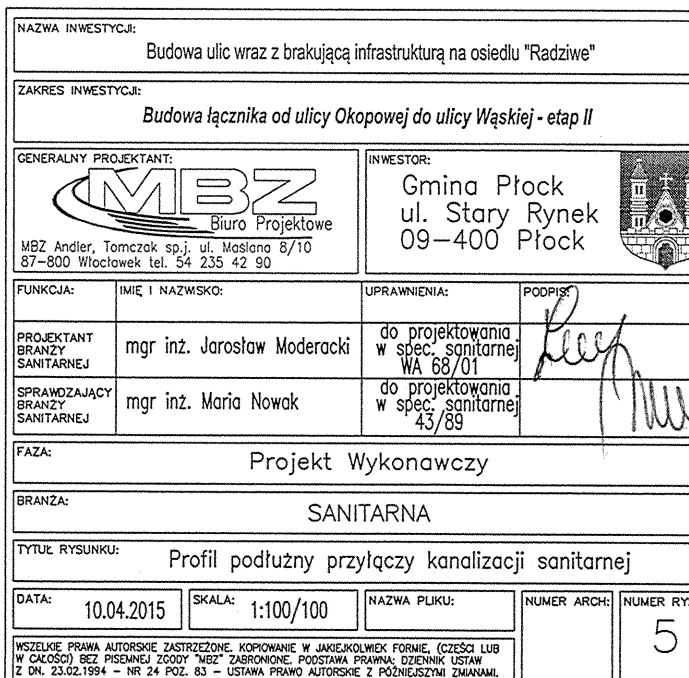 NAZWA INWESTYCJI:
Budowa ulic wraz z brakującą infrastrukturą na osiedlu "Radziwe"
ZAKRES INWESTYCJI:
Budowa łącznika od ulicy Okopowej do ulicy Wąskiej - etap II
GENERALNY PROJEKTANT:
MBZ
Biuro Projektowe
MBZ Andler, Tomczak sp.j. ul. Maslana 8/10
87-800 Włocławek tel. 54 235 42 90
INWESTOR:
Gmina Płock
ul. Stary Rynek
09-400 Płock
FUNKCJA: IMIĘ I NAZWISKO: UPRAWNIENIA: PODPIS:
PROJEKTANT
BRANŻY
SANITARNEJ
mgr inż. Jarosław Moderacki
do projektowania
w spec. sanitarnej
WA 68/01
SPRAWDZAJĄCY
BRANŻY
SANITARNEJ
mgr inż. Maria Nowak
do projektowania
w spec. sanitarnej
43/89
FAZA:
Projekt Wykonawczy
BRANŻA:
SANITARNA
TYTUŁ RYSUNKU:
Profil podłużny przyłączy kanalizacji sanitarnej
DATA: 10.04.2015
SKALA: 1:100/100
NAZWA PLIKU:
NUMER ARCH:
NUMER RY
5
WSZELKIE PRAWA AUTORSKIE ZASTRZEŻONE. KOPIOWANIE W JAKIEJKOLWIEK FORMIE, (CZĘŚCI LUB
W CAŁOŚCI) BEZ PISEMNEJ ZGODY "MBZ" ZABRONIONE. PODSTAWA PRAWNA: DZIENNIK USTAW
Z DN. 23.02.1994 - NR 24 POZ. 83 - USTAWA PRAWO AUTORSKIE Z PÓŹNIEJSZYMI ZMIANAMI.